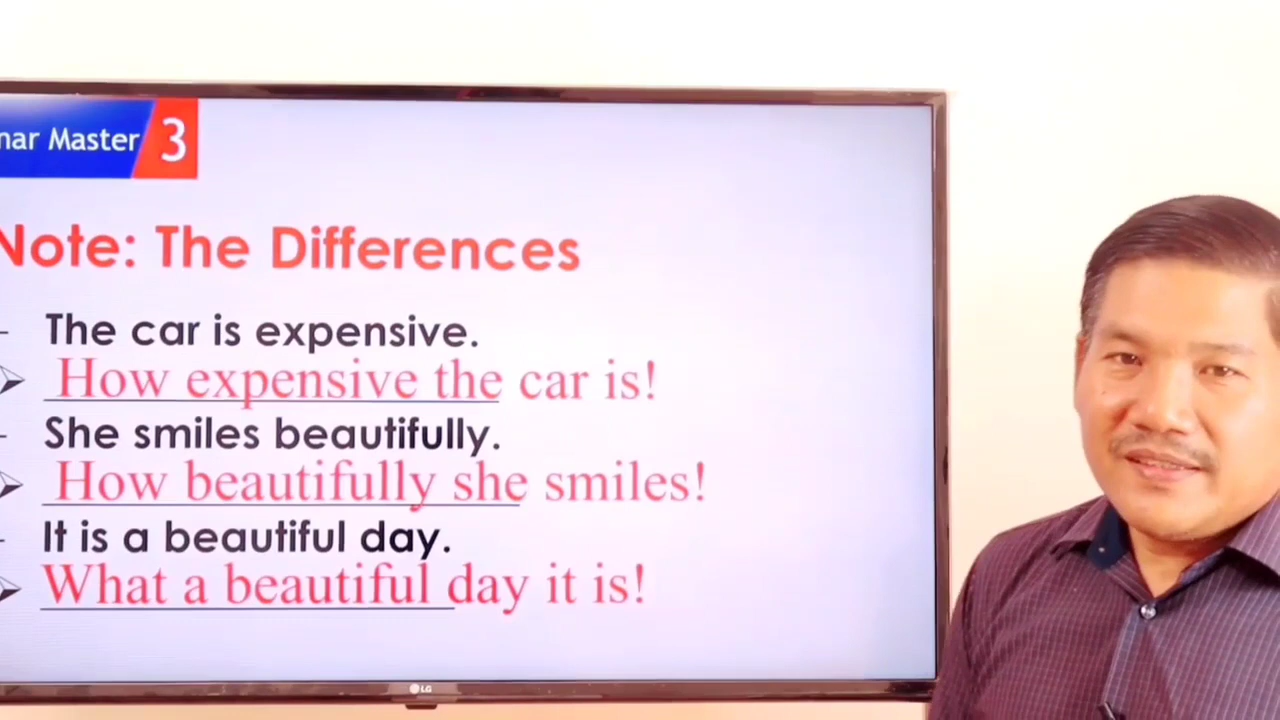 nar Master 3
Note: The Differences
- The car is expensive.
How expensive the car is!
- She smiles beautifully.
How beautifully she smiles!
- It is a beautiful day.
What a beautiful day it is!
LG